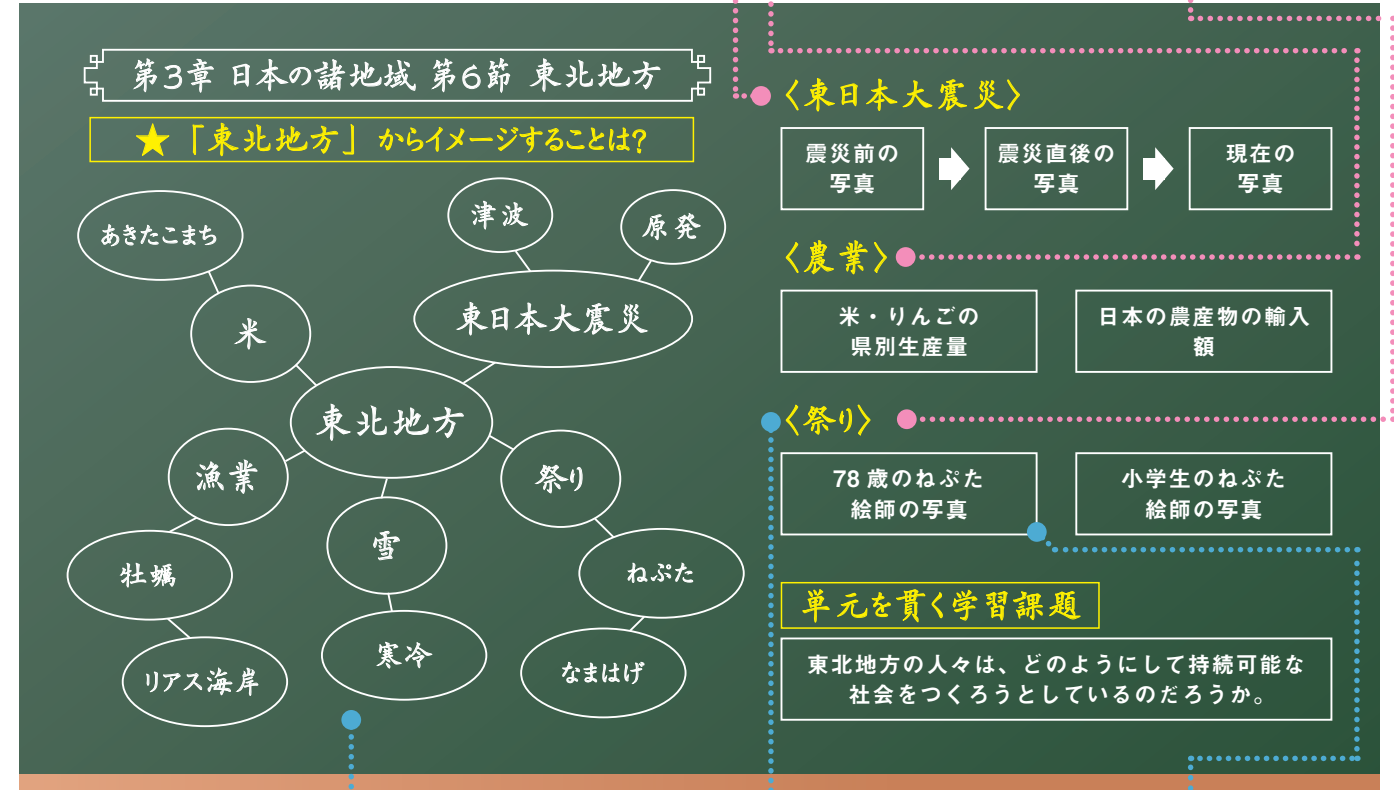 第3章 日本の諸地域 第6節 東北地方
★「東北地方」からイメージすることは?
あきたこまち
米
津波
原発
東日本大震災
東北地方
漁業
牡蠣
リアス海岸
雪
寒冷
祭り
ねぷた
なまはげ
〈東日本大震災〉
震災前の
写真
震災直後の
写真
現在の
写真
〈農業〉
米・りんごの
県別生産量
日本の農産物の輸入
額
〈祭り〉
78歳のねぷた
絵師の写真
小学生のねぷた
絵師の写真
単元を貫く学習課題
東北地方の人々は、どのようにして持続可能な
社会をつくろうとしているのだろうか。